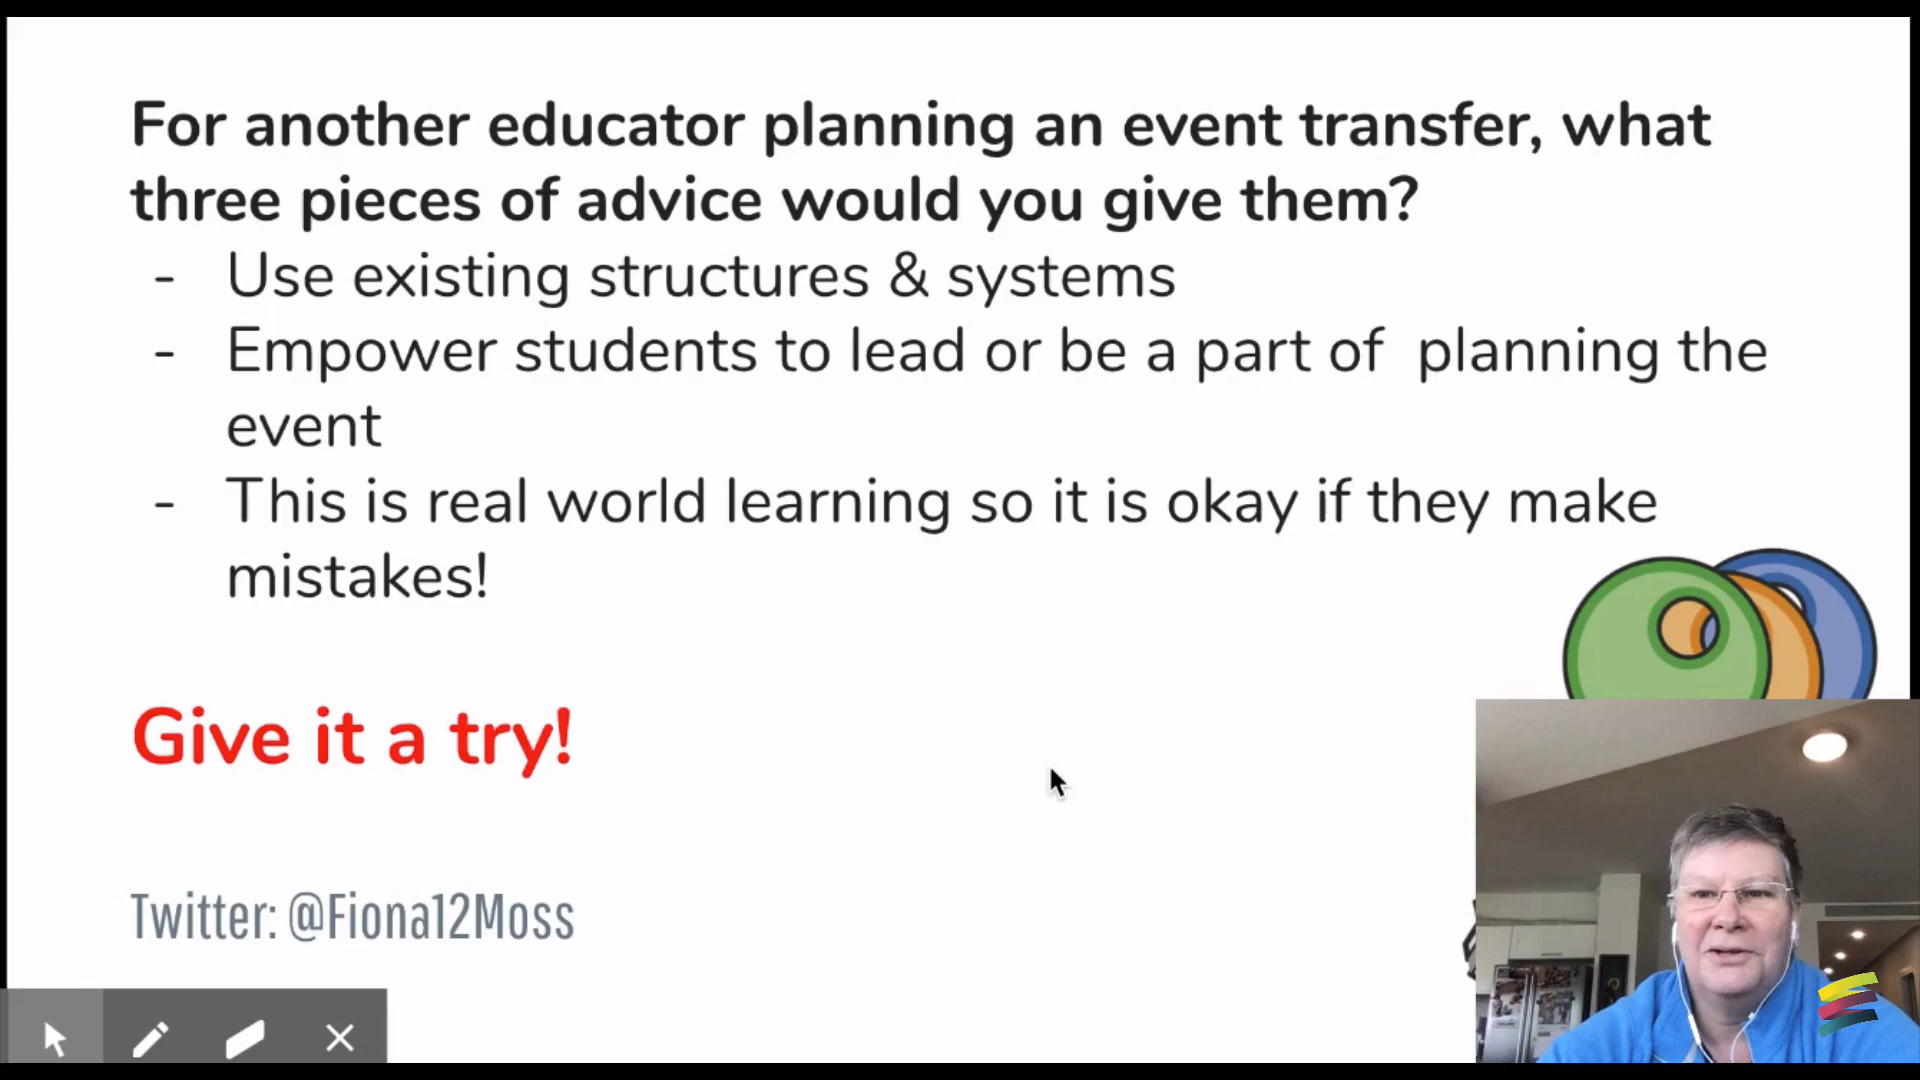 For another educator planning an event transfer, what
three pieces of advice would you give them?
- Use existing structures & systems
- Empower students to lead or be a part of  planning the
event
- This is real world learning so it is okay if they make
mistakes!
Give it a try!
Twitter: @Fiona12Moss